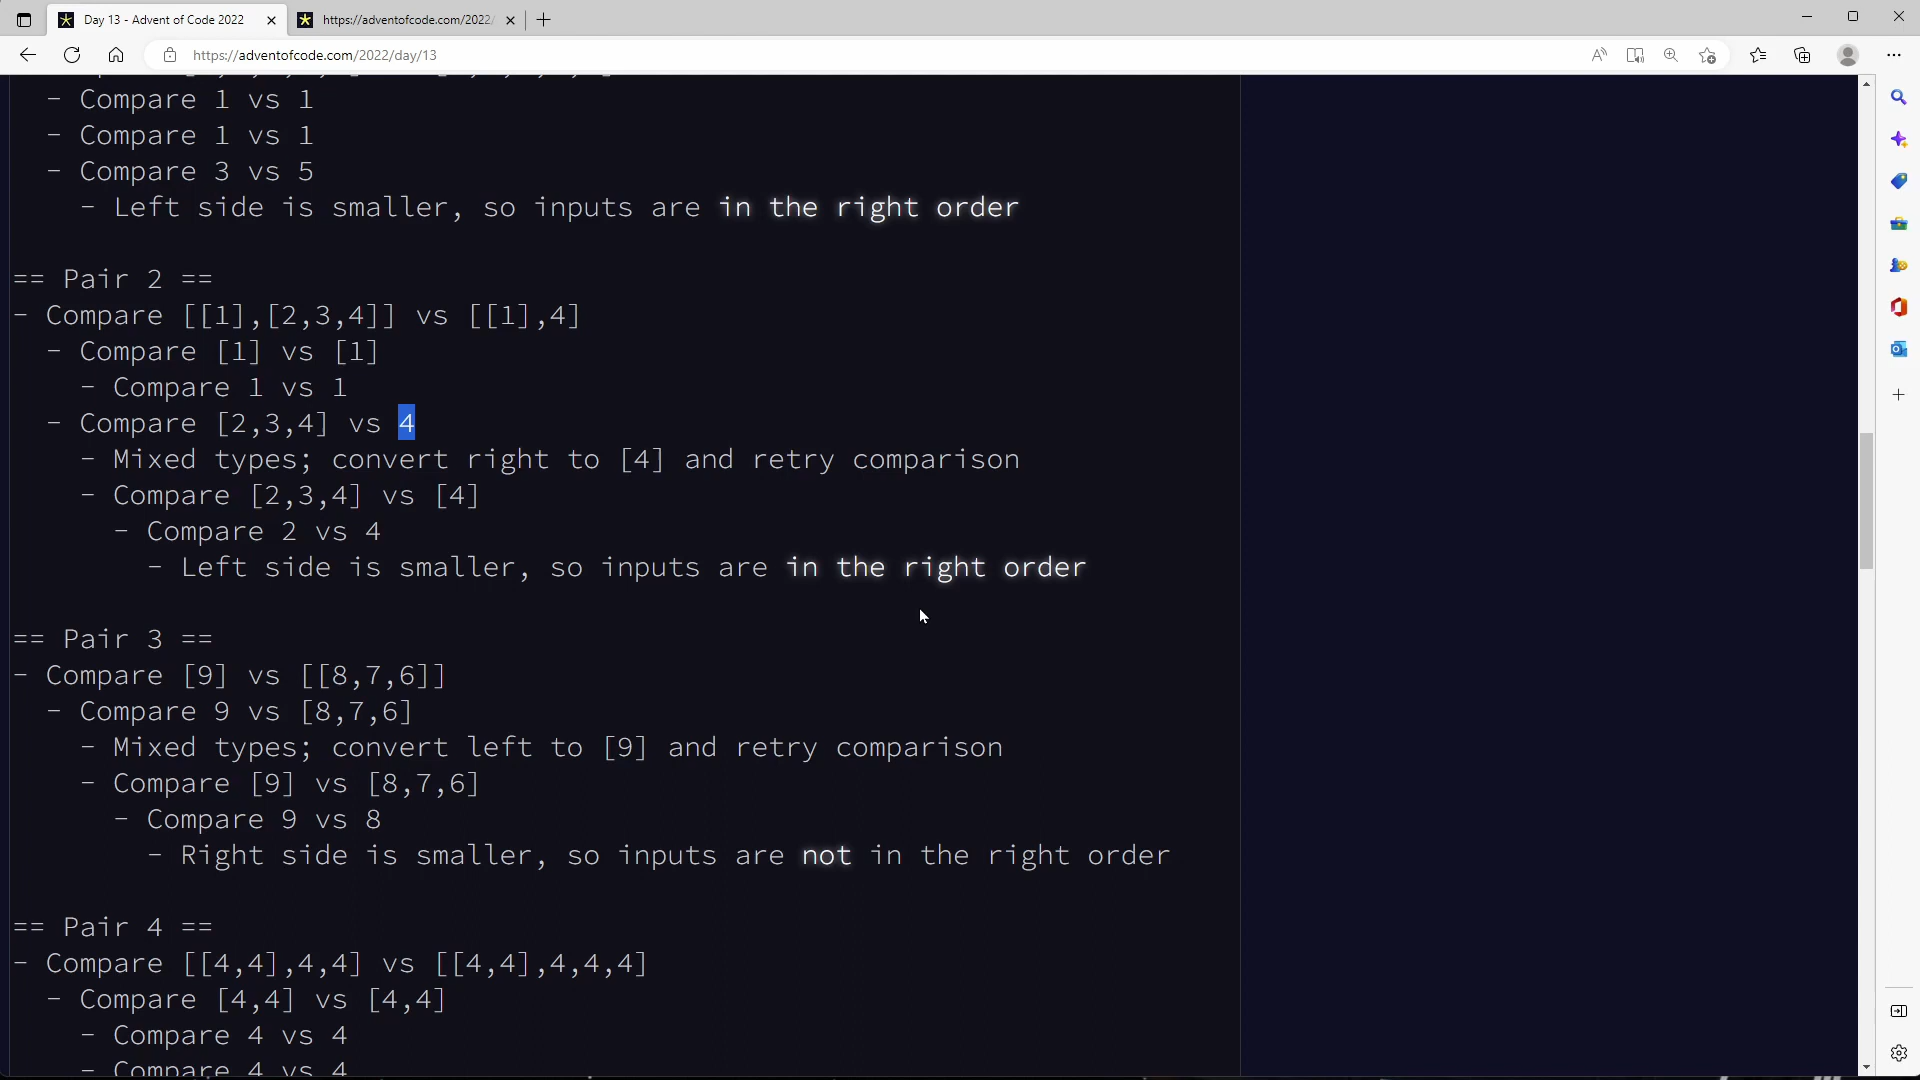 Day 13 - Advent of Code 2022
https://adventofcode.com/2022/
https://adventofcode.com/2022/day/13
- Compare 1 vs 1
- Compare 1 vs 1
- Compare 3 vs 5
- Left side is smaller, so inputs are in the right order
== Pair 2 ==
- Compare [[1],[2,3,4]] vs [[1],4]
- Compare [1] vs [1]
- Compare 1 vs 1
- Compare [2,3,4] vs 4
- Mixed types; convert right to [4] and retry comparison
- Compare [2,3,4] vs [4]
- Compare 2 vs 4
- Left side is smaller, so inputs are in the right order
== Pair 3 ==
- Compare [9] vs [[8,7,6]]
- Compare 9 vs [8,7,6]
- Mixed types; convert left to [9] and retry comparison
- Compare [9] vs [8,7,6]
- Compare 9 vs 8
- Right side is smaller, so inputs are not in the right order
== Pair 4 ==
- Compare [[4,4],4,4] vs [[4,4],4,4,4]
- Compare [4,4] vs [4,4]
- Compare 4 vs 4
- Compare 4 vs 4